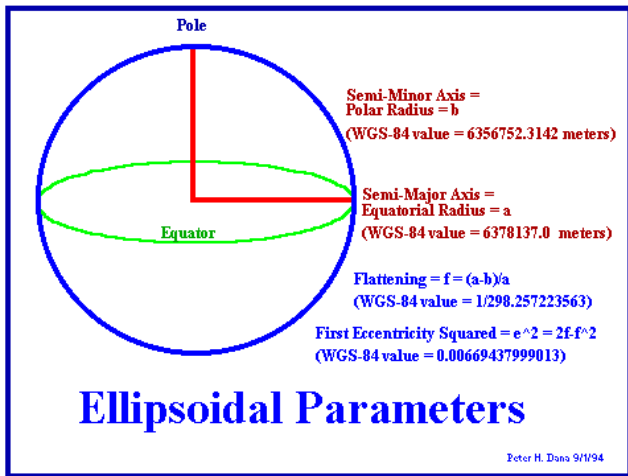 Pole
Semi-Minor Axis =
Polar Radius = b
(WGS-84 value = 6356752.3142 meters)
Semi-Major Axis =
Equatorial Radius = a
(WGS-84 value = 6378137.0 meters)
Equator
Flattening = f = (a-b)/a
(WGS-84 value = 1/298.257223563)
First Eccentricity Squared = e^2 = 2f-f^2
(WGS-84 value = 0.00669437999013)
Ellipsoidal Parameters
Peter H. Dana 9/1/94